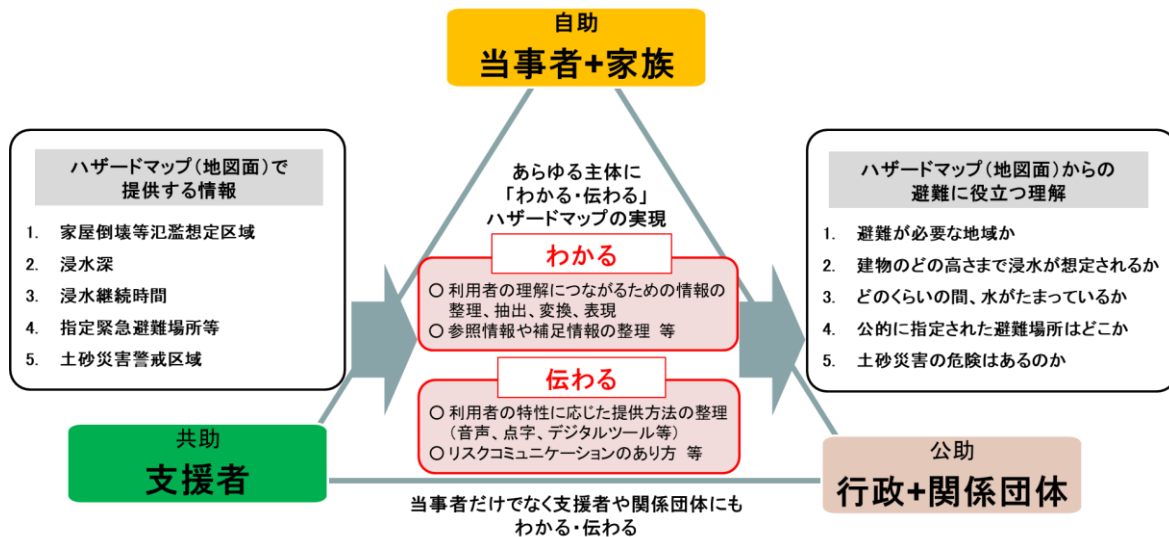 自助
当事者+家族
ハザードマップ(地図面)で
提供する情報
1. 家屋倒壊等氾濫想定区域
2. 浸水深
3. 浸水継続時間
4. 指定緊急避難場所等
5. 土砂災害警戒区域
あらゆる主体に
「わかる・伝わる」
ハザードマップの実現
わかる
○ 利用者の理解につながるための情報の
整理、抽出、変換、表現
○ 参照情報や補足情報の整理 等
伝わる
○ 利用者の特性に応じた提供方法の整理
(音声、点字、デジタルツール等)
○ リスクコミュニケーションのあり方 等
ハザードマップ(地図面)からの
避難に役立つ理解
1. 避難が必要な地域か
2. 建物のどの高さまで浸水が想定されるか
3. どのくらいの間、水がたまっているか
4. 公的に指定された避難場所はどこか
5. 土砂災害の危険はあるのか
共助
支援者
公助
行政+関係団体
当事者だけでなく支援者や関係団体にも
わかる・伝わる